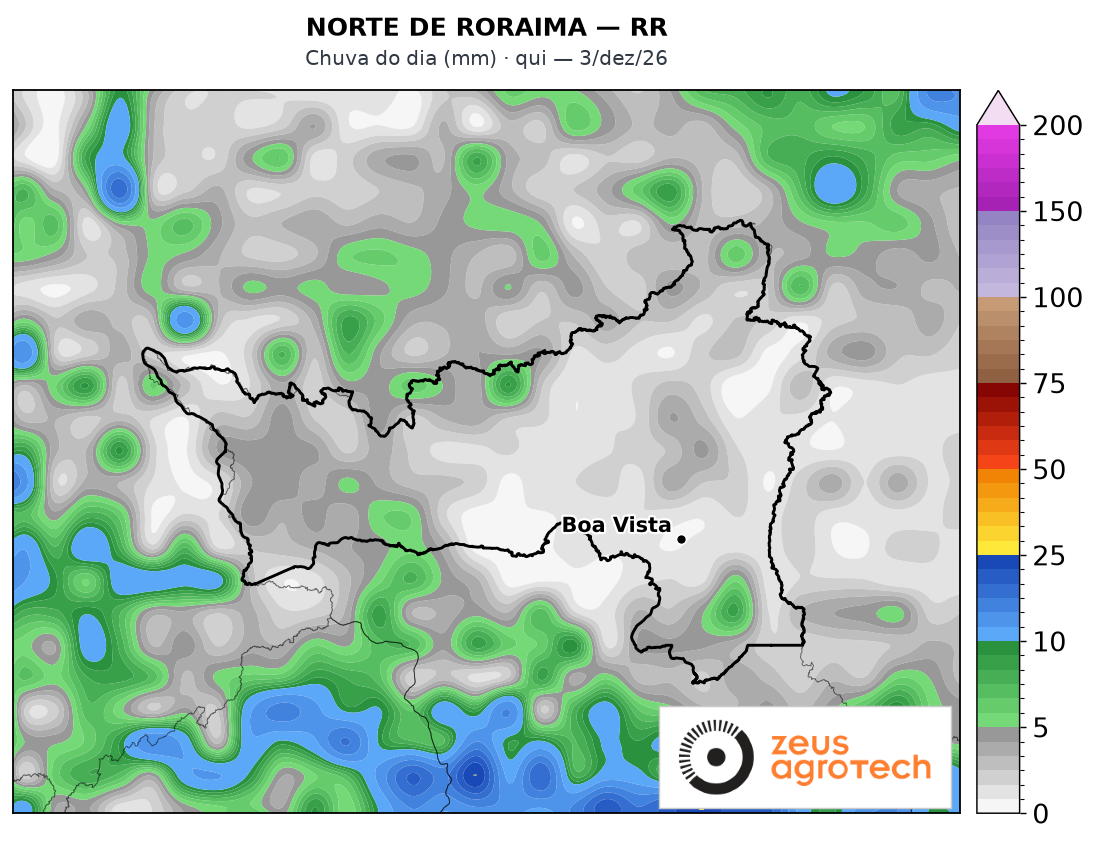 NORTE DE RORAIMA — RR
Chuva do dia (mm) · qui — 3/dez/26
200
150
100
75
50
25
10
5
0
Boa Vista
zeus
agrotech